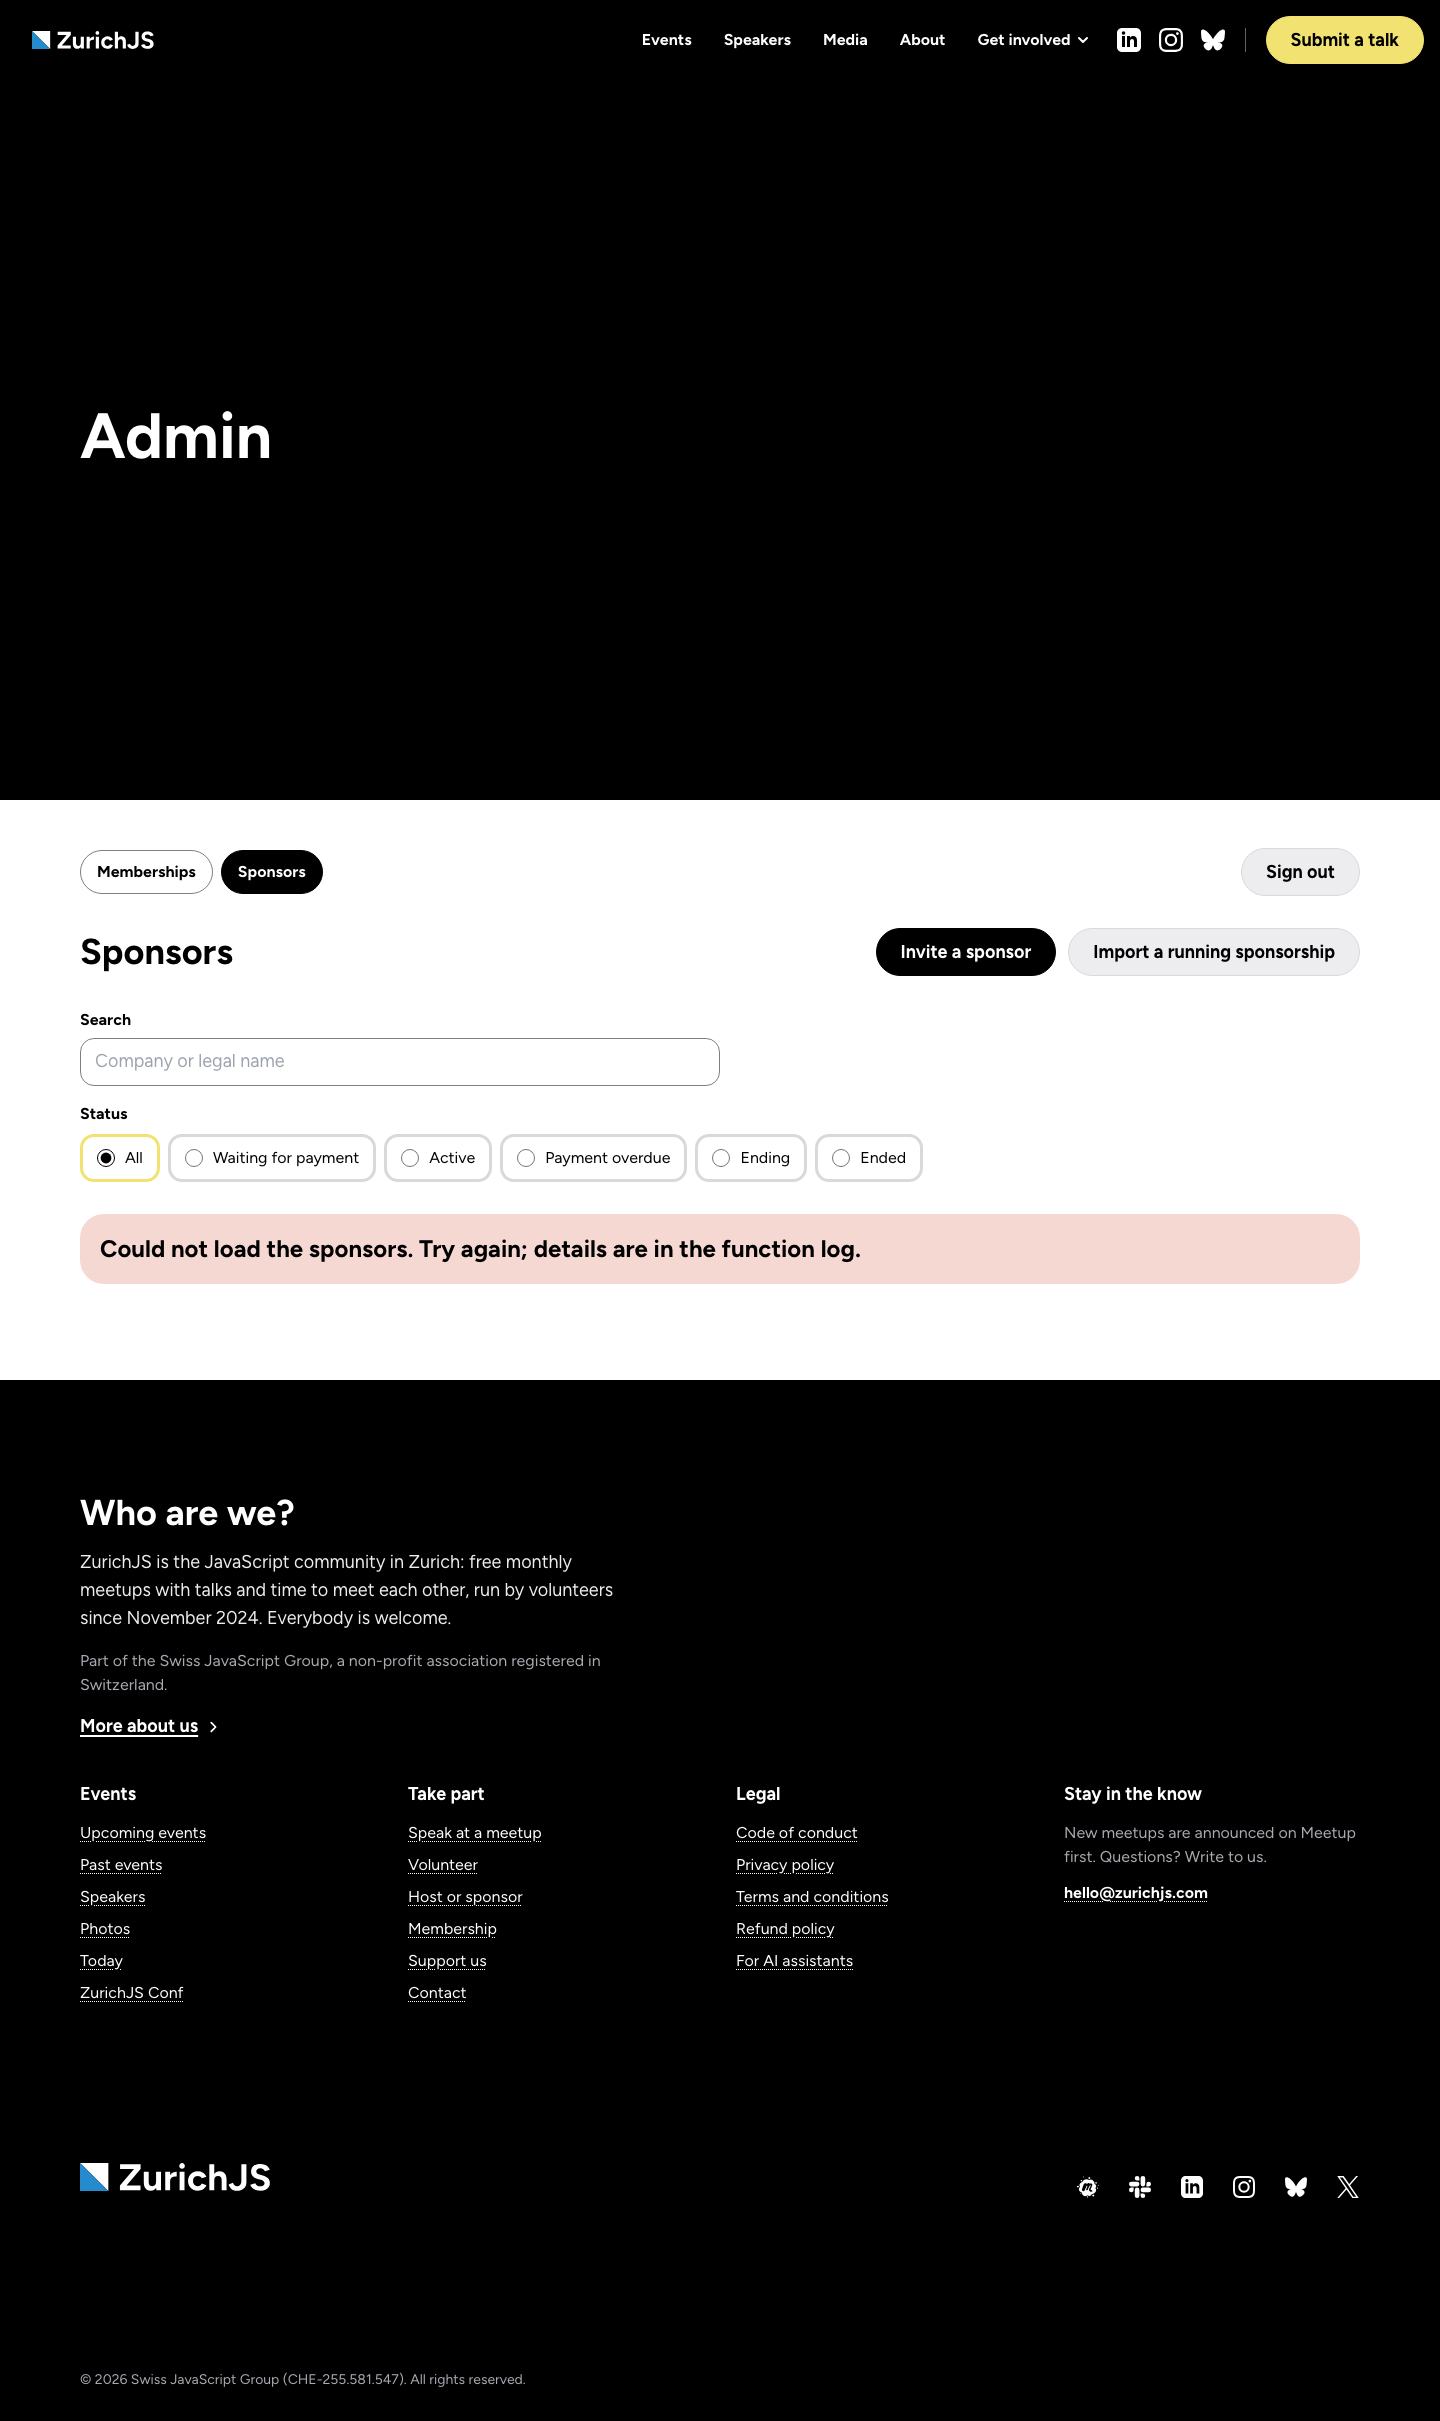 ZurichJS
Events
Speakers
Media
About
Get involved
Submit a talk
Admin
Memberships
Sponsors
Sign out
Sponsors
Invite a sponsor
Import a running sponsorship
Search
Company or legal name
Status
All
Waiting for payment
Active
Payment overdue
Ending
Ended
Could not load the sponsors. Try again; details are in the function log.
Who are we?
ZurichJS is the JavaScript community in Zurich: free monthly
meetups with talks and time to meet each other, run by volunteers
since November 2024. Everybody is welcome.
Part of the Swiss JavaScript Group, a non-profit association registered in
Switzerland.
More about us
Events
Upcoming events
Past events
Speakers
Photos
Today
ZurichJS Conf
Take part
Speak at a meetup
Volunteer
Host or sponsor
Membership
Support us
Contact
Legal
Code of conduct
Privacy policy
Terms and conditions
Refund policy
For AI assistants
Stay in the know
New meetups are announced on Meetup
first. Questions? Write to us.
hello@zurichjs.com
ZurichJS
© 2026 Swiss JavaScript Group (CHE-255.581.547). All rights reserved.